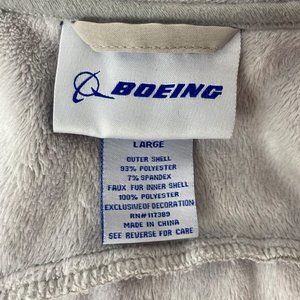 BOEING
LARGE
OUTER SHELL
93% POLYESTER
7% SPANDEX
FAUX FUR INNER SHELL
100% POLYESTER
EXCLUSIVE OF DECORATION
RN#117389
MADE IN CHINA
SEE REVERSE FOR CARE